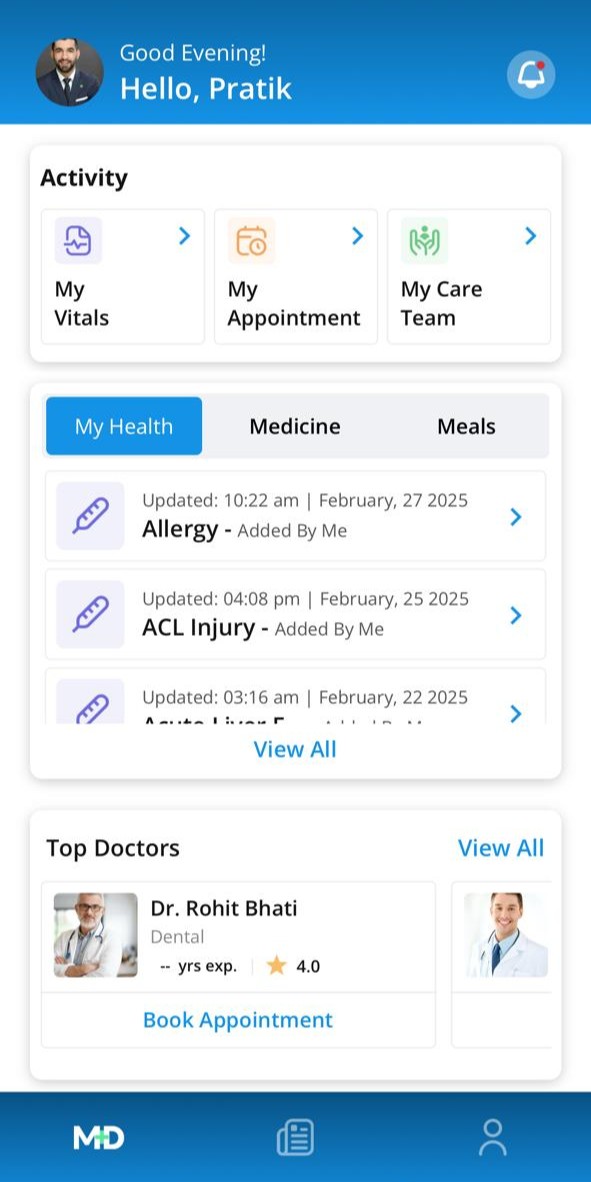 Good Evening!
Hello, Pratik
Activity
My
Vitals
My
Appointment
My Care
Team
My Health
Medicine
Meals
Updated: 10:22 am | February, 27 2025
Allergy - Added By Me
Updated: 04:08 pm | February, 25 2025
ACL Injury - Added By Me
Updated: 03:16 am | February, 22 2025
View All
Top Doctors
View All
Dr. Rohit Bhati
Dental
-- yrs exp.
4.0
Book Appointment
MD